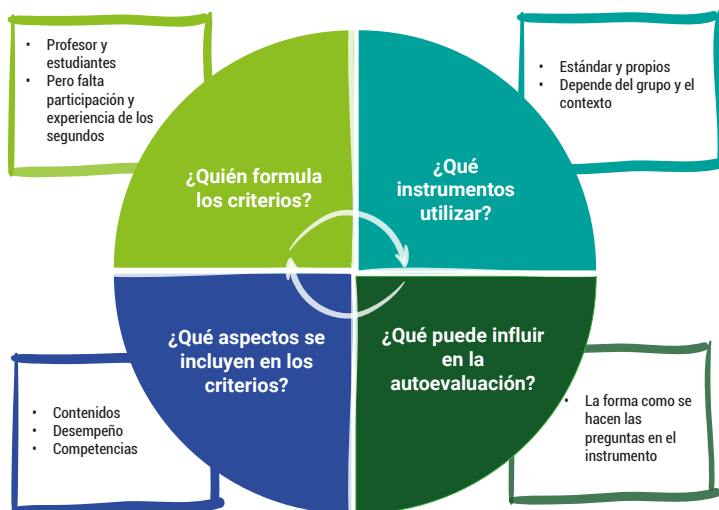 • Profesor y
estudiantes
• Pero falta
participación y
experiencia de los
segundos
¿Quién formula
los criterios?
¿Qué
instrumentos
utilizar?
• Estándar y propios
• Depende del grupo y el
contexto
• Contenidos
• Desempeño
• Competencias
¿Qué aspectos se
incluyen en los
criterios?
¿Qué puede influir
en la
autoevaluación?
• La forma como se
hacen las
preguntas en el
instrumento